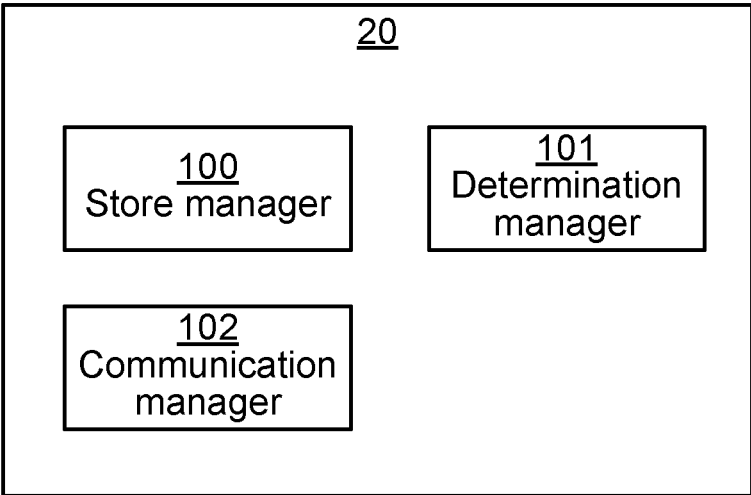 20
100
Store manager
101
Determination
manager
102
Communication
manager